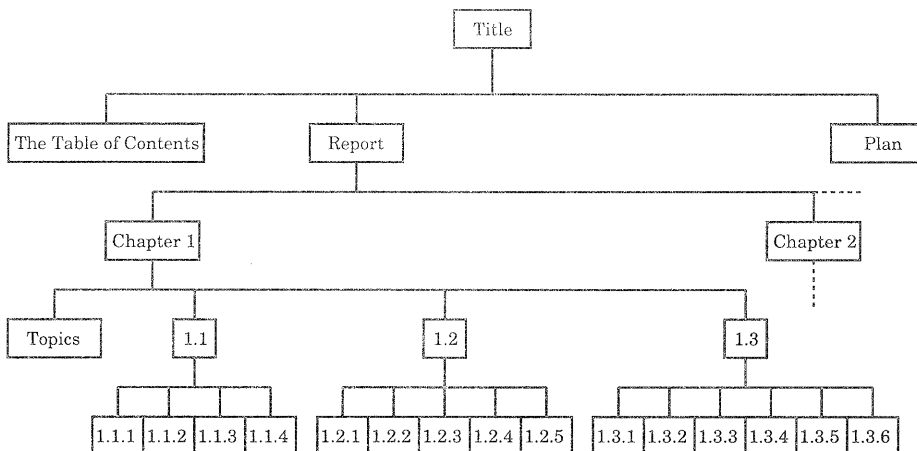 Title
The Table of Contents
Report
Plan
Chapter 1
Chapter 2
Topics
1.1
1.2
1.3
1.1.1 1.1.2 1.1.3 1.1.4
1.2.1 1.2.2 1.2.3 1.2.4 1.2.5
1.3.1 1.3.2 1.3.3 1.3.4 1.3.5 1.3.6